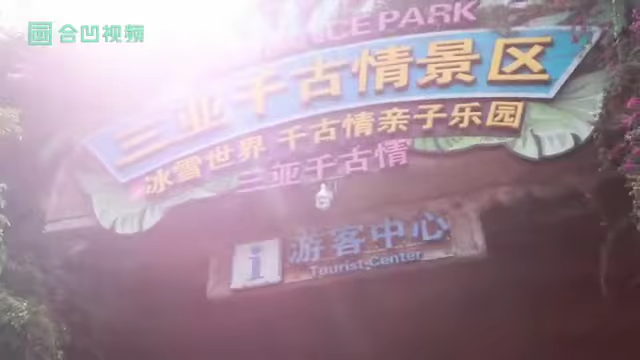 合凹视频
PARK
三亚千古情景区
冰雪世界 千古情亲子乐园
三亚千古情
游客中心
Tourist Center